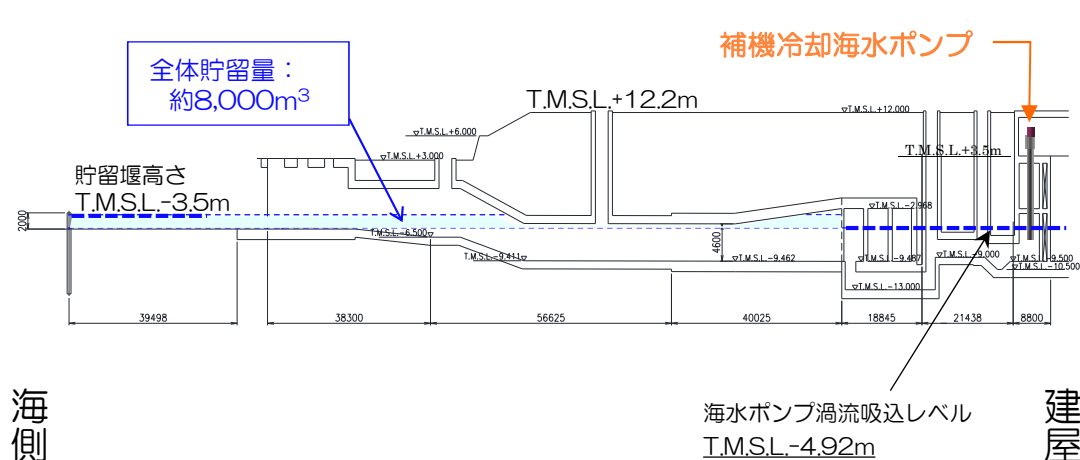 補機冷却海水ポンプ
全体貯留量：
約8,000m³
T.M.S.L.+12.2m
▽T.M.S.L.+12.000
▽T.M.S.L.+6.000
▽T.M.S.L.+3.000
T.M.S.L.+3.5m
貯留堰高さ
T.M.S.L.-3.5m
2000
▽T.M.S.L.-2.968
T.M.S.L.-6.500▽
4600
T.M.S.L.-9.411▽
▽T.M.S.L.-9.462
▽T.M.S.L.-9.487
▽T.M.S.L.-9.000
▽T.M.S.L.-9.500
▽T.M.S.L.-10.500
▽T.M.S.L.-13.000
39498
38300
56625
40025
18845
21438
8800
海側
建屋
海水ポンプ渦流吸込レベル
T.M.S.L.-4.92m